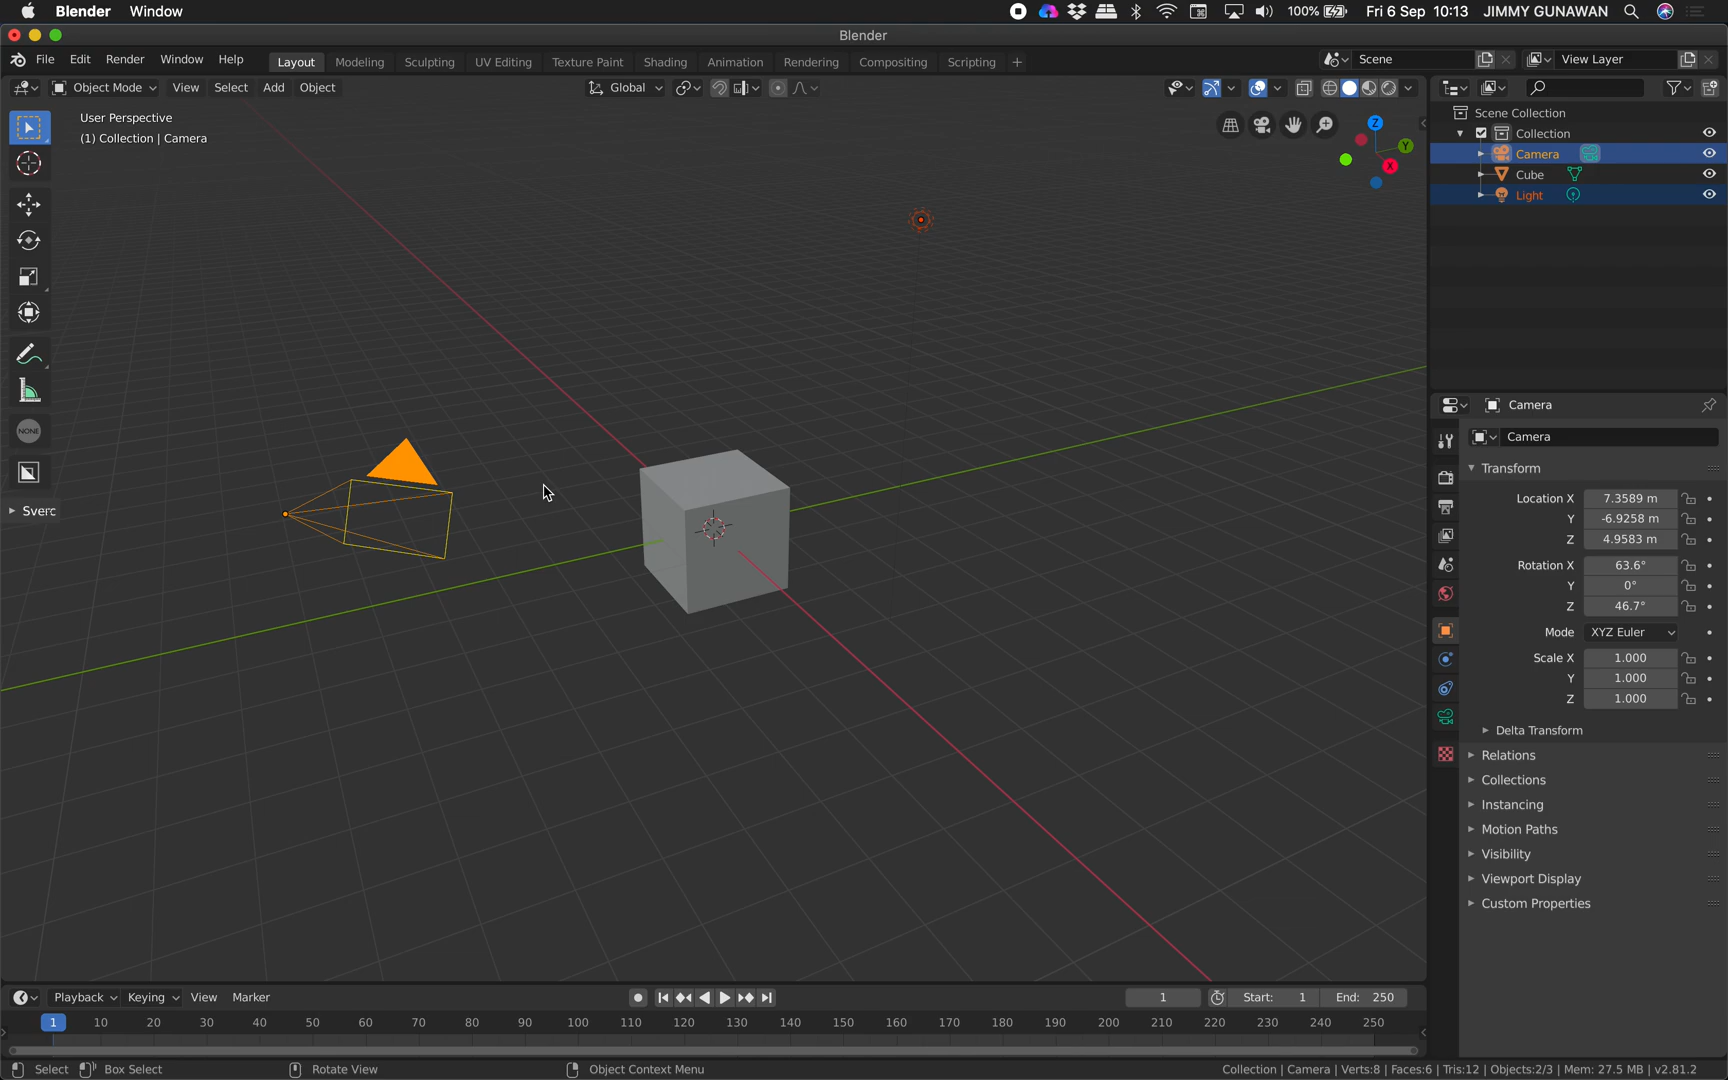 Blender Window 100% Fri 6 Sep 10:13 JIMMY GUNAWAN
Blender
File Edit Render Window Help Layout Modeling Sculpting UV Editing Texture Paint Shading Animation Rendering Compositing Scripting + Scene View Layer
Object Mode View Select Add Object Global
User Perspective
(1) Collection | Camera
Z
Y
X
Scene Collection
Collection
Camera
Cube
Light
NONE
Sverc
Camera
Camera
Transform
Location X 7.3589 m
Y -6.9258 m
Z 4.9583 m
Rotation X 63.6°
Y 0°
Z 46.7°
Mode XYZ Euler
Scale X 1.000
Y 1.000
Z 1.000
Delta Transform
Relations
Collections
Instancing
Motion Paths
Visibility
Viewport Display
Custom Properties
Playback Keying View Marker 1 Start: 1 End: 250
1 10 20 30 40 50 60 70 80 90 100 110 120 130 140 150 160 170 180 190 200 210 220 230 240 250
Select Box Select Rotate View Object Context Menu Collection | Camera | Verts:8 | Faces:6 | Tris:12 | Objects:2/3 | Mem: 27.5 MB | v2.81.2